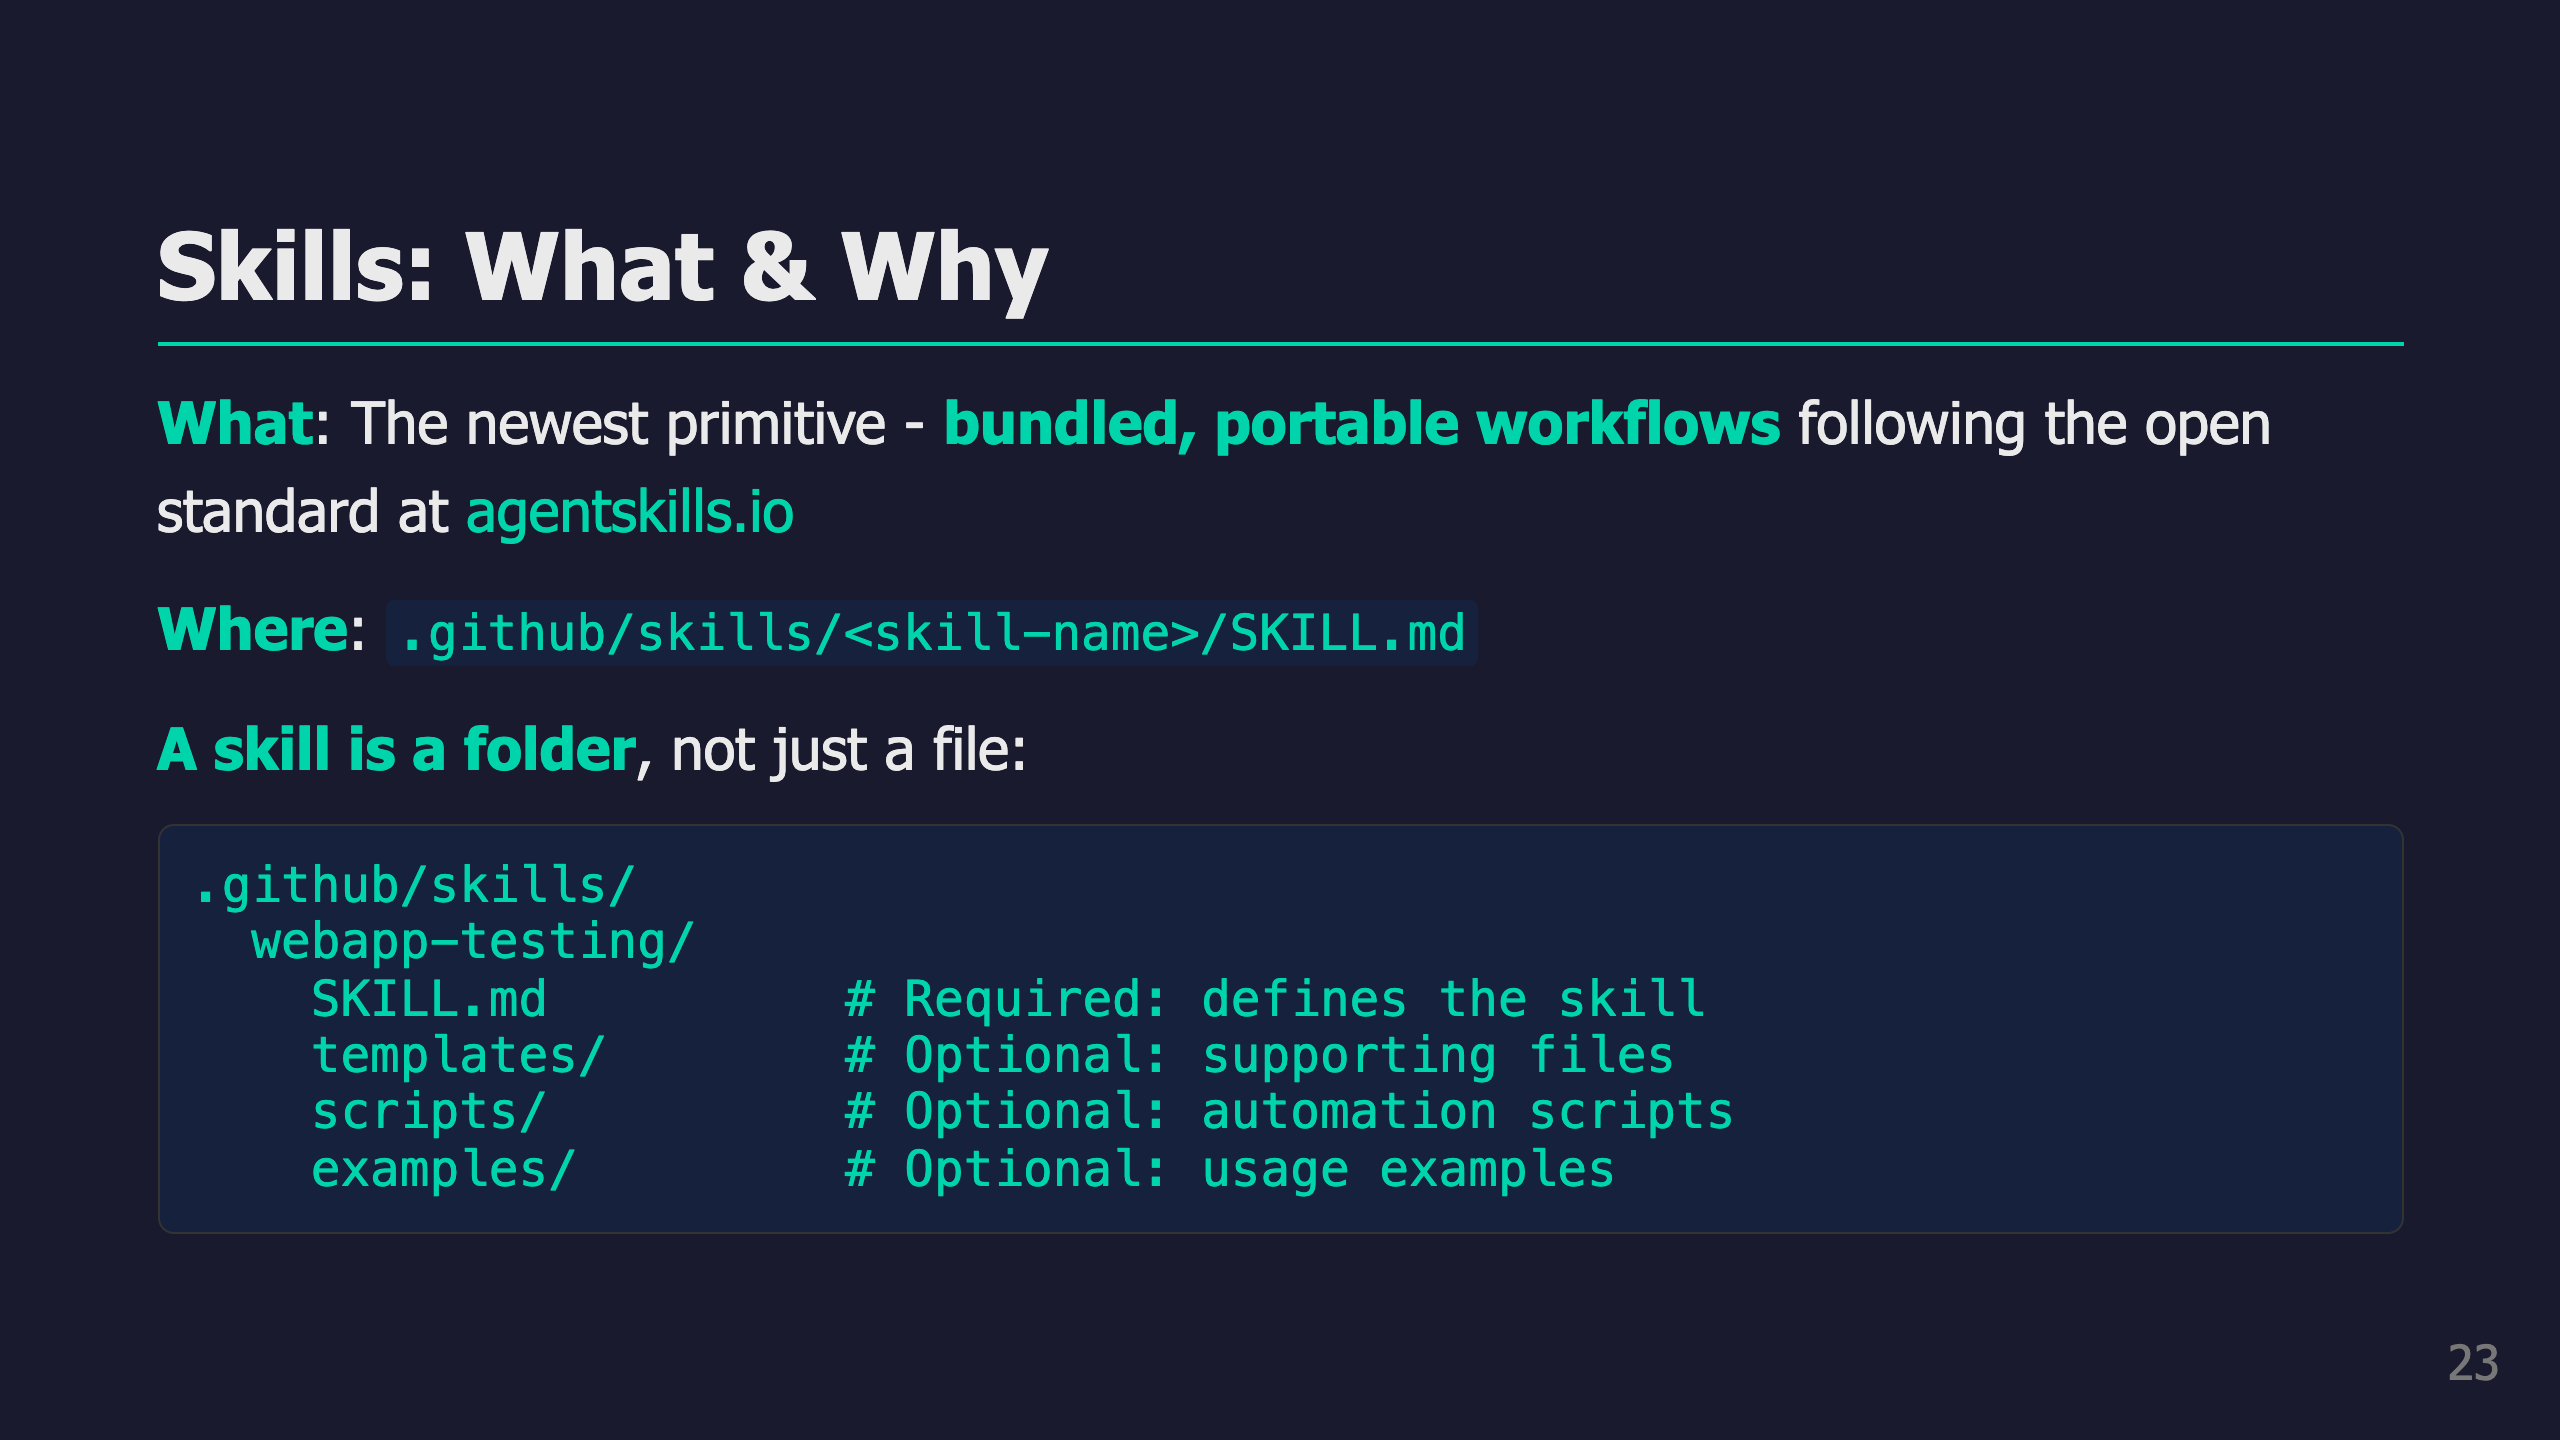 Skills: What & Why
What: The newest primitive - bundled, portable workflows following the open
standard at agentskills.io
Where: .github/skills/<skill-name>/SKILL.md
A skill is a folder, not just a file:
.github/skills/
  webapp-testing/
    SKILL.md          # Required: defines the skill
    templates/        # Optional: supporting files
    scripts/          # Optional: automation scripts
    examples/         # Optional: usage examples
23